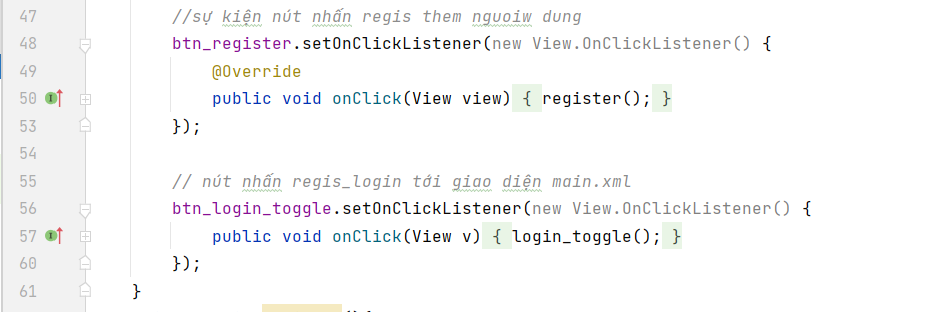 47 //sự kiện nút nhấn regis them nguoiw dung
48 btn_register.setOnClickListener(new View.OnClickListener() {
49 @Override
50 public void onClick(View view) { register(); }
53 });
54
55 // nút nhấn regis_login tới giao diện main.xml
56 btn_login_toggle.setOnClickListener(new View.OnClickListener() {
57 public void onClick(View v) { login_toggle(); }
60 });
61 }